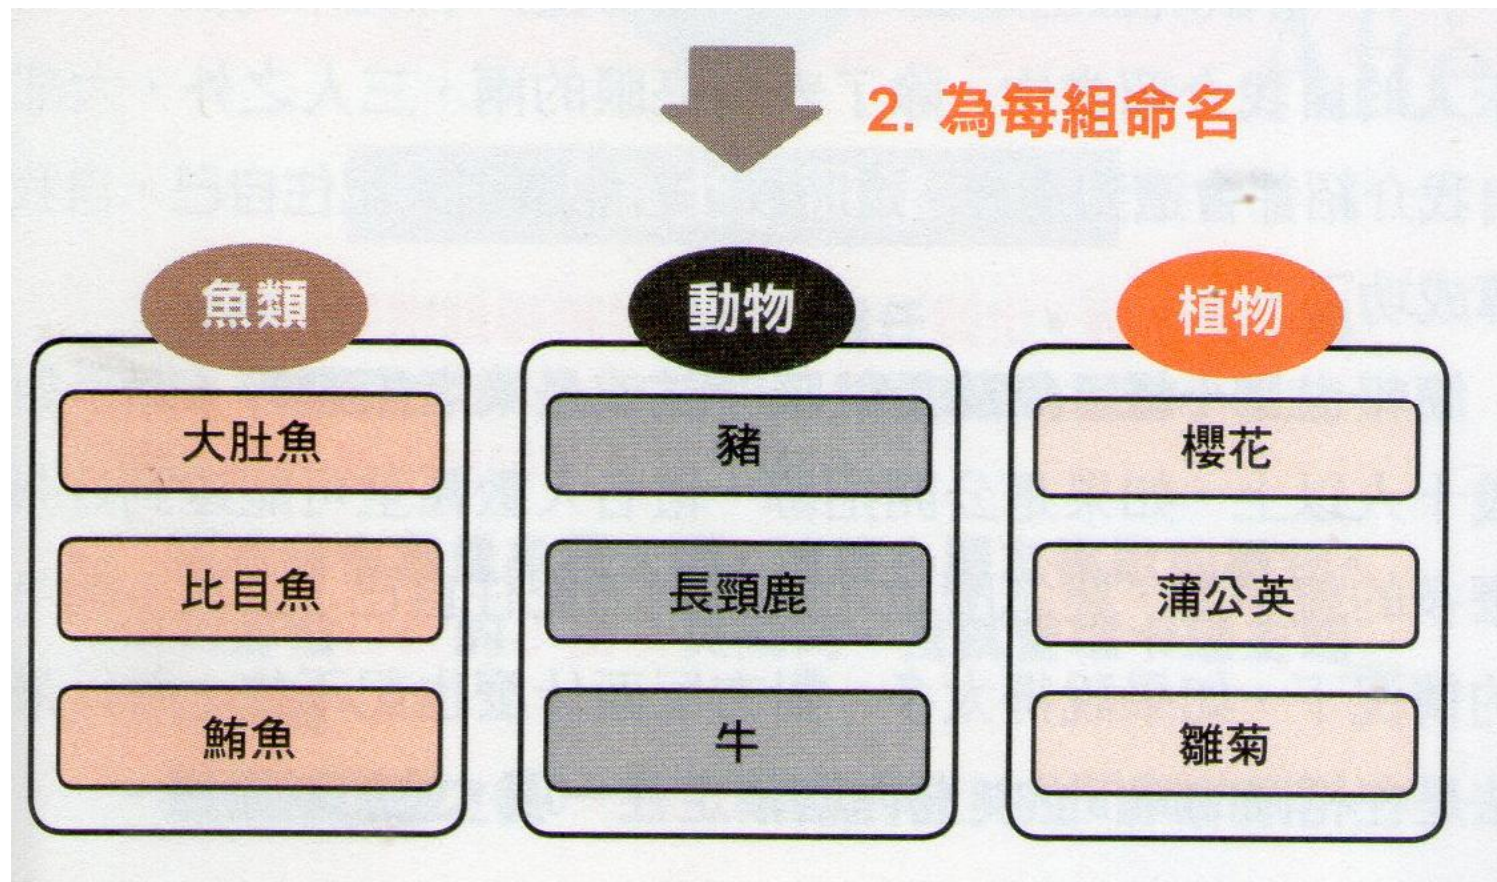 2. 為每組命名
魚類
大肚魚
比目魚
鮪魚
動物
豬
長頸鹿
牛
植物
櫻花
蒲公英
雛菊